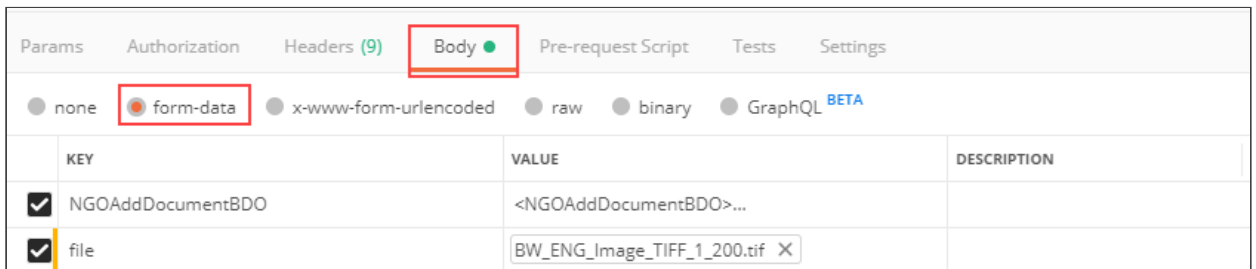 Params Authorization Headers (9) Body Pre-request Script Tests Settings
none form-data x-www-form-urlencoded raw binary GraphQL BETA
KEY VALUE DESCRIPTION
NGOAddDocumentBDO <NGOAddDocumentBDO>...
file BW_ENG_Image_TIFF_1_200.tif X